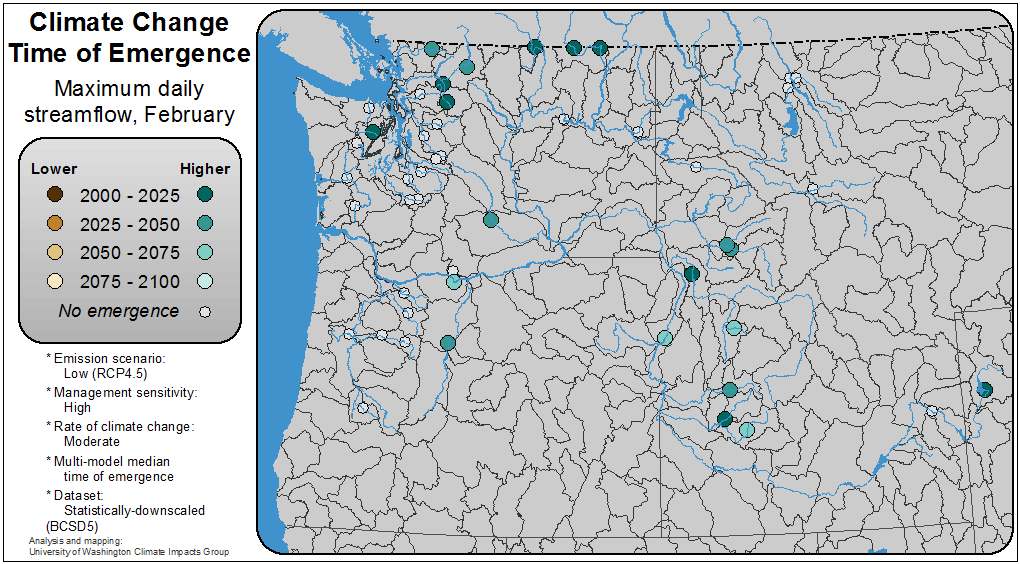 Climate Change
Time of Emergence
Maximum daily
streamflow, February
Lower Higher
2000 - 2025
2025 - 2050
2050 - 2075
2075 - 2100
No emergence
* Emission scenario:
Low (RCP4.5)
* Management sensitivity:
High
* Rate of climate change:
Moderate
* Multi-model median
time of emergence
* Dataset:
Statistically-downscaled
(BCSD5)
Analysis and mapping:
University of Washington Climate Impacts Group